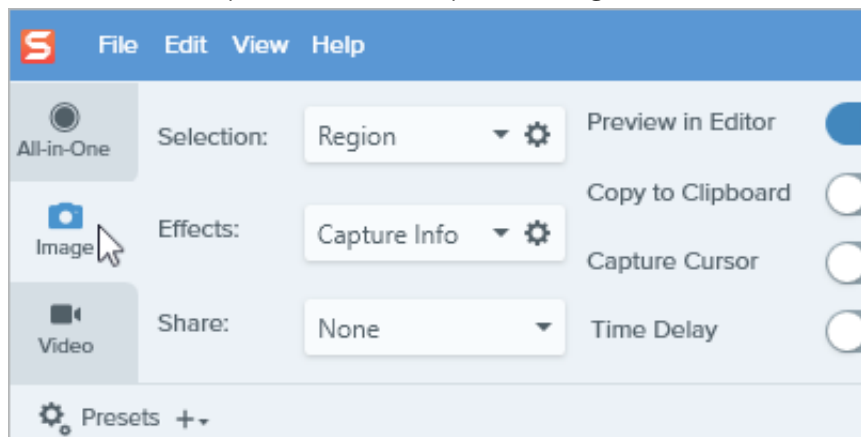 File Edit View Help
All-in-One
Image
Video
Selection: Region
Effects: Capture Info
Share: None
Preview in Editor
Copy to Clipboard
Capture Cursor
Time Delay
Presets